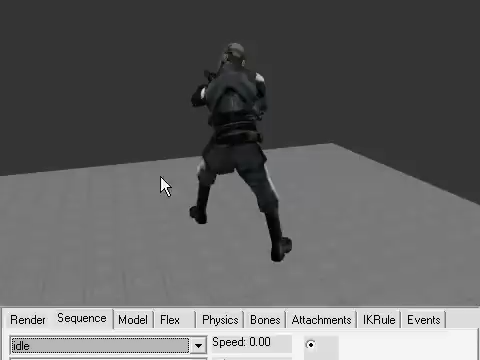 Render Sequence Model Flex Physics Bones Attachments IKRule Events
idle Speed: 0.00